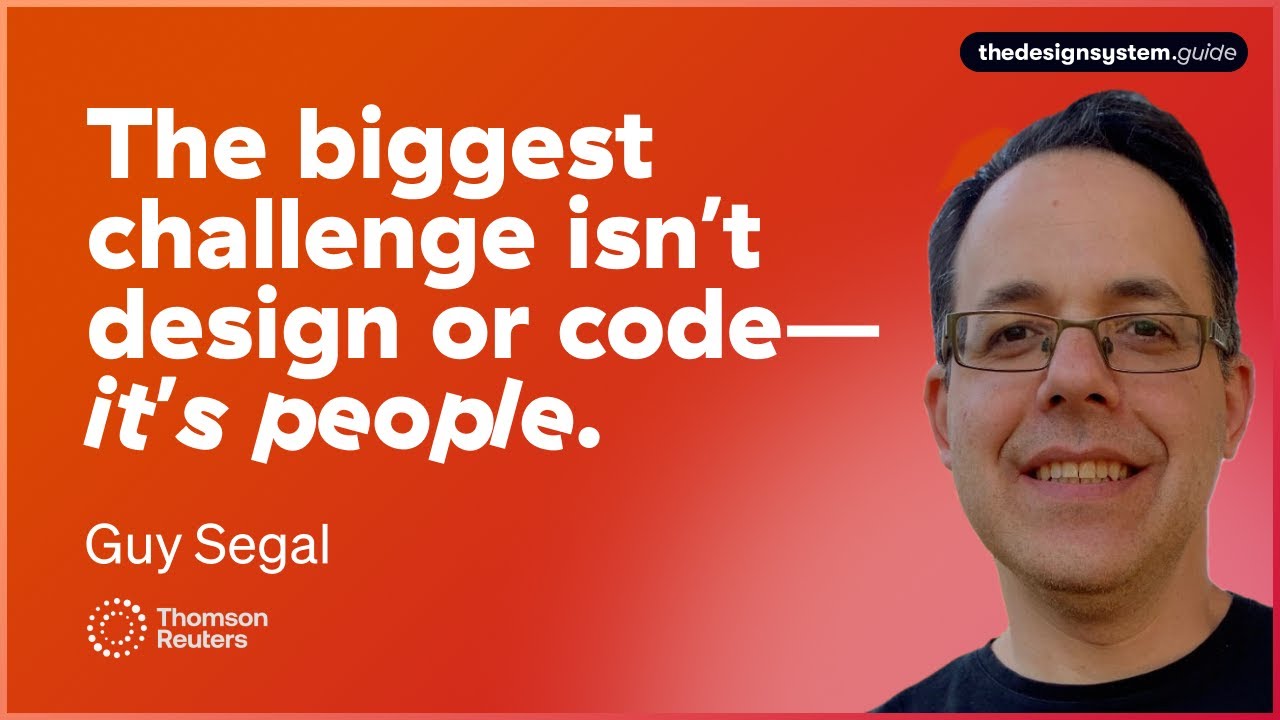 thedesignsystem.guide
The biggest
challenge isn’t
design or code—
it's people.
Guy Segal
Thomson
Reuters